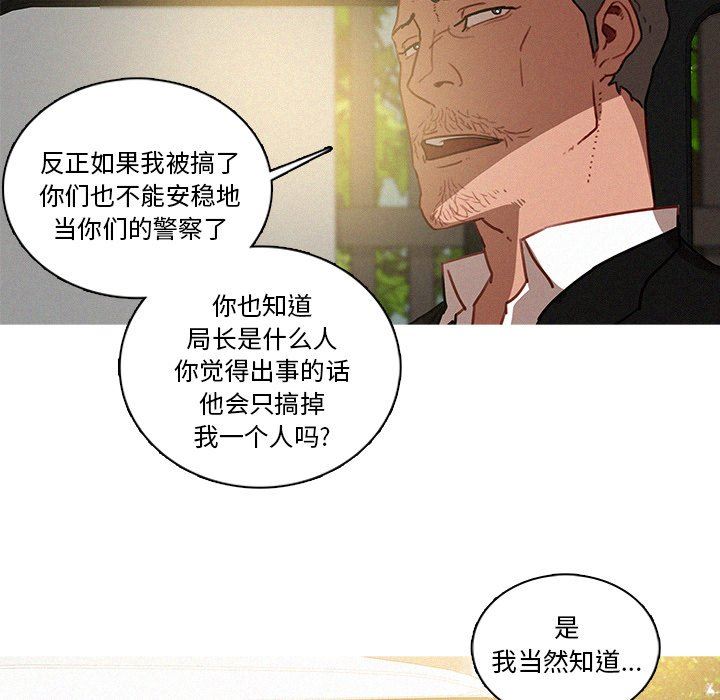 反正如果我被搞了
你们也不能安稳地
当你们的警察了
你也知道
局长是什么人
你觉得出事的话
他会只搞掉
我一个人吗?
是
我当然知道...